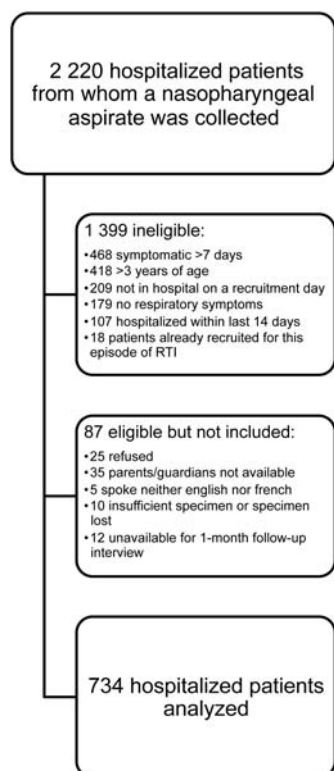 2 220 hospitalized patients
from whom a nasopharyngeal
aspirate was collected
1 399 ineligible:
•468 symptomatic >7 days
•418 >3 years of age
•209 not in hospital on a recruitment day
•179 no respiratory symptoms
•107 hospitalized within last 14 days
•18 patients already recruited for this
episode of RTI
87 eligible but not included:
•25 refused
•35 parents/guardians not available
•5 spoke neither english nor french
•10 insufficient specimen or specimen
lost
•12 unavailable for 1-month follow-up
interview
734 hospitalized patients
analyzed